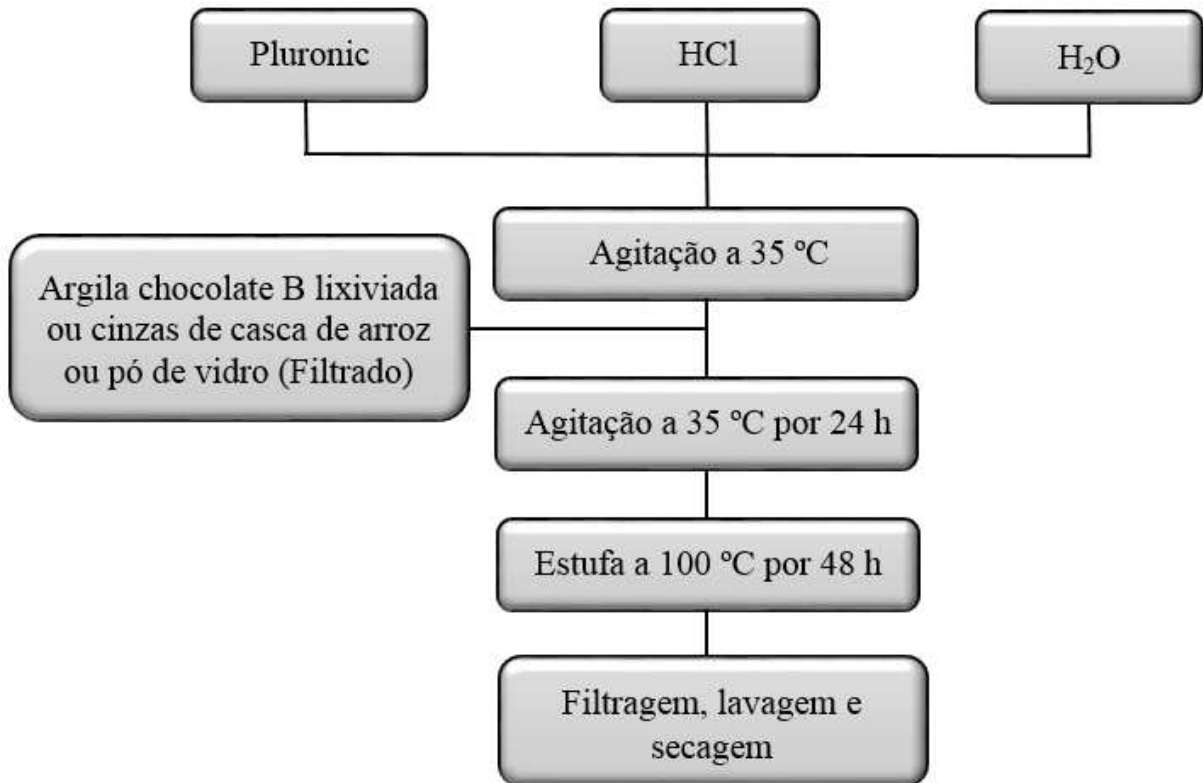 Pluronic
HCl
H₂O
Agitação a 35 ºC
Argila chocolate B lixiviada
ou cinzas de casca de arroz
ou pó de vidro (Filtrado)
Agitação a 35 ºC por 24 h
Estufa a 100 ºC por 48 h
Filtragem, lavagem e
secagem